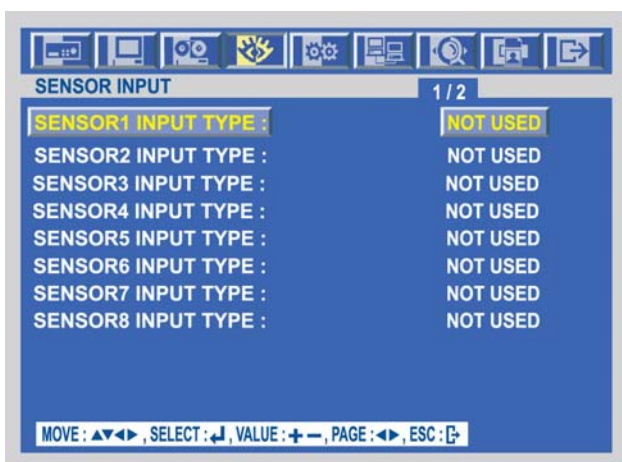 SENSOR INPUT 1 / 2
SENSOR1 INPUT TYPE : NOT USED
SENSOR2 INPUT TYPE : NOT USED
SENSOR3 INPUT TYPE : NOT USED
SENSOR4 INPUT TYPE : NOT USED
SENSOR5 INPUT TYPE : NOT USED
SENSOR6 INPUT TYPE : NOT USED
SENSOR7 INPUT TYPE : NOT USED
SENSOR8 INPUT TYPE : NOT USED
MOVE : ▲▼◄► , SELECT : ↵ , VALUE : + − , PAGE : ◄► , ESC :